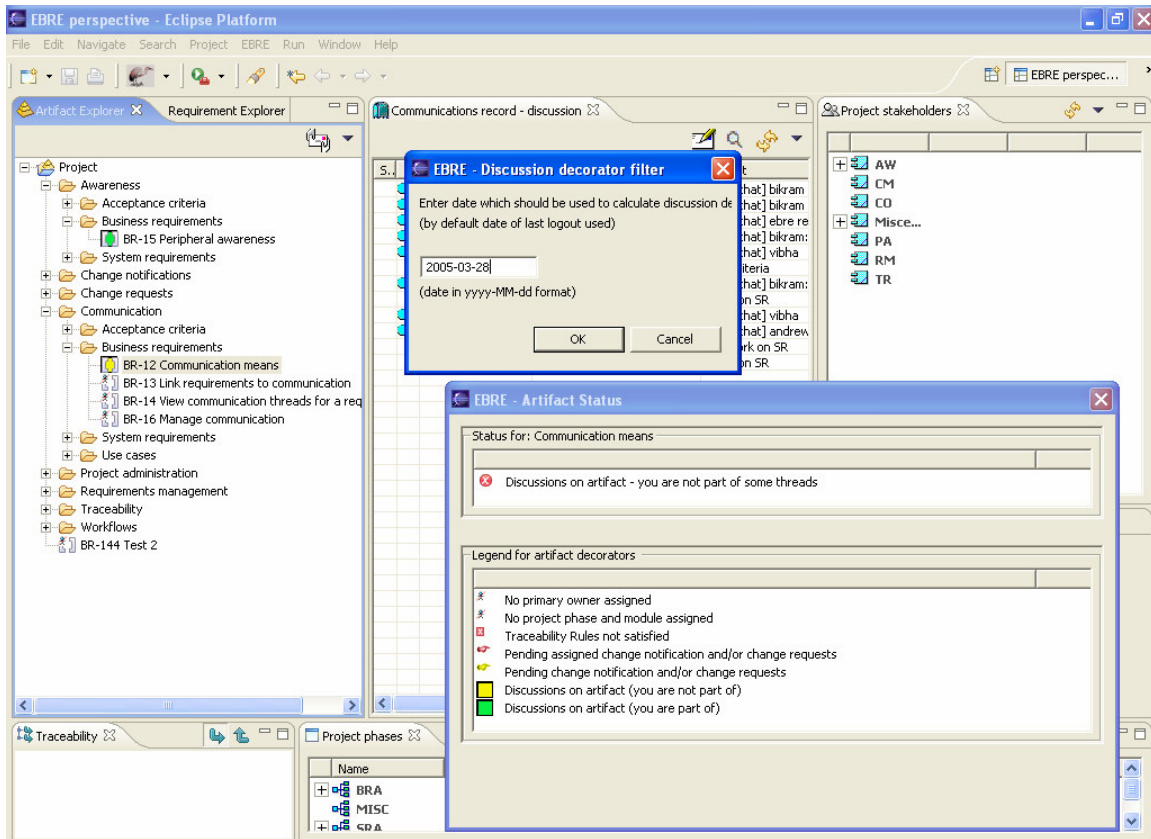 EBRE perspective - Eclipse Platform
File Edit Navigate Search Project EBRE Run Window Help
EBRE perspec...
Artifact Explorer
Requirement Explorer
Project
Awareness
Acceptance criteria
Business requirements
BR-15 Peripheral awareness
System requirements
Change notifications
Change requests
Communication
Acceptance criteria
Business requirements
BR-12 Communication means
BR-13 Link requirements to communication
BR-14 View communication threads for a req
BR-16 Manage communication
System requirements
Use cases
Project administration
Requirements management
Traceability
Workflows
BR-144 Test 2
Communications record - discussion
S..
t
hat] bikram
hat] bikram
hat] ebre re
hat] bikram:
hat] vibha
iteria
hat] bikram:
on SR
hat] vibha
hat] andrew
rk on SR
on SR
EBRE - Discussion decorator filter
Enter date which should be used to calculate discussion de
(by default date of last logout used)
2005-03-28
(date in yyyy-MM-dd format)
OK
Cancel
Project stakeholders
AW
CM
CO
Misce...
PA
RM
TR
EBRE - Artifact Status
Status for: Communication means
Discussions on artifact - you are not part of some threads
Legend for artifact decorators
No primary owner assigned
No project phase and module assigned
Traceability Rules not satisfied
Pending assigned change notification and/or change requests
Pending change notification and/or change requests
Discussions on artifact (you are not part of)
Discussions on artifact (you are part of)
Traceability
Project phases
Name
BRA
MISC
SRA